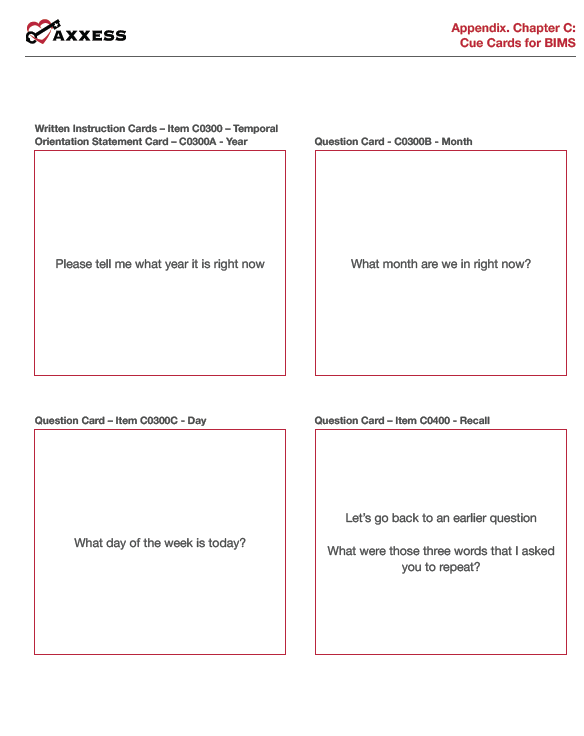 AXXESS
Appendix. Chapter C:
Cue Cards for BIMS
Written Instruction Cards – Item C0300 – Temporal
Orientation Statement Card – C0300A - Year
Please tell me what year it is right now
Question Card - C0300B - Month
What month are we in right now?
Question Card – Item C0300C - Day
What day of the week is today?
Question Card – Item C0400 - Recall
Let's go back to an earlier question
What were those three words that I asked
you to repeat?